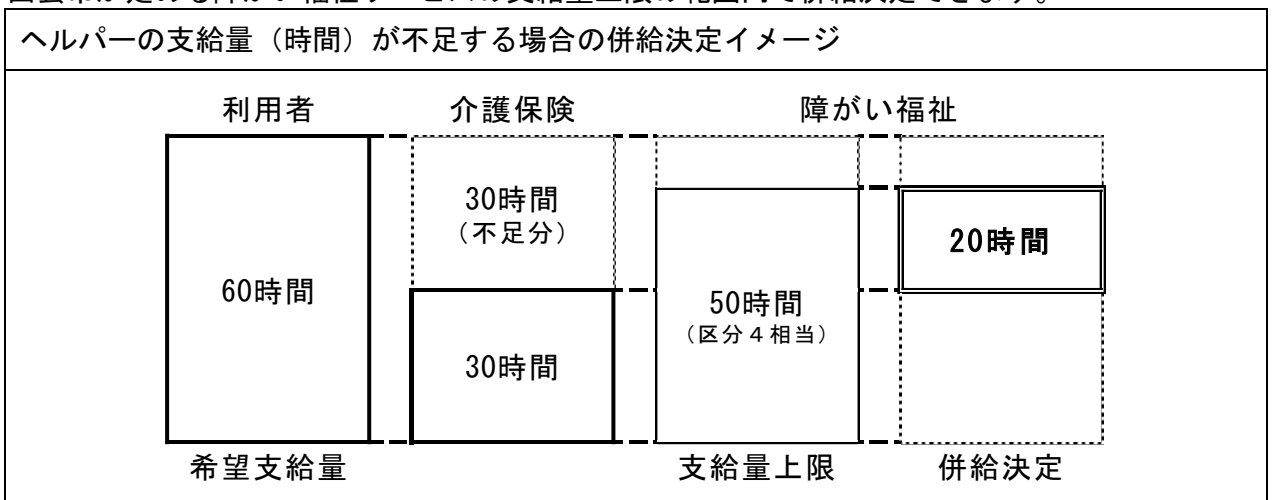 ヘルパーの支給量（時間）が不足する場合の併給決定イメージ
利用者 介護保険 障がい福祉
30時間
（不足分）
20時間
60時間
50時間
（区分４相当）
30時間
希望支給量 支給量上限 併給決定